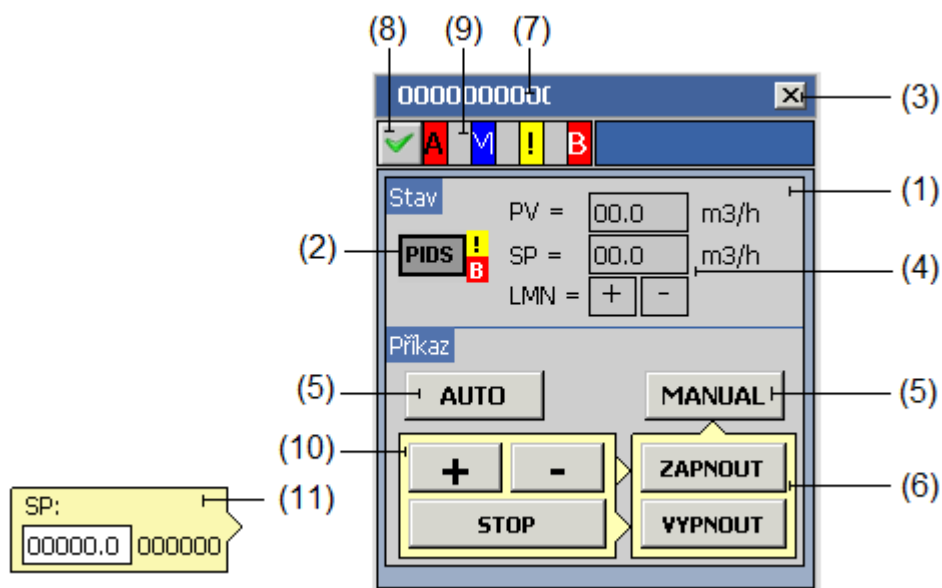 (8) (9) (7)
0000000000 (3)
A M ! B
Stav (1)
PV = 00.0 m3/h
(2) PIDS ! B SP = 00.0 m3/h (4)
LMN = + -
Příkaz
(5) AUTO MANUAL (5)
(10) + - ZAPNOUT (6)
STOP VYPNOUT
SP: (11)
00000.0 000000